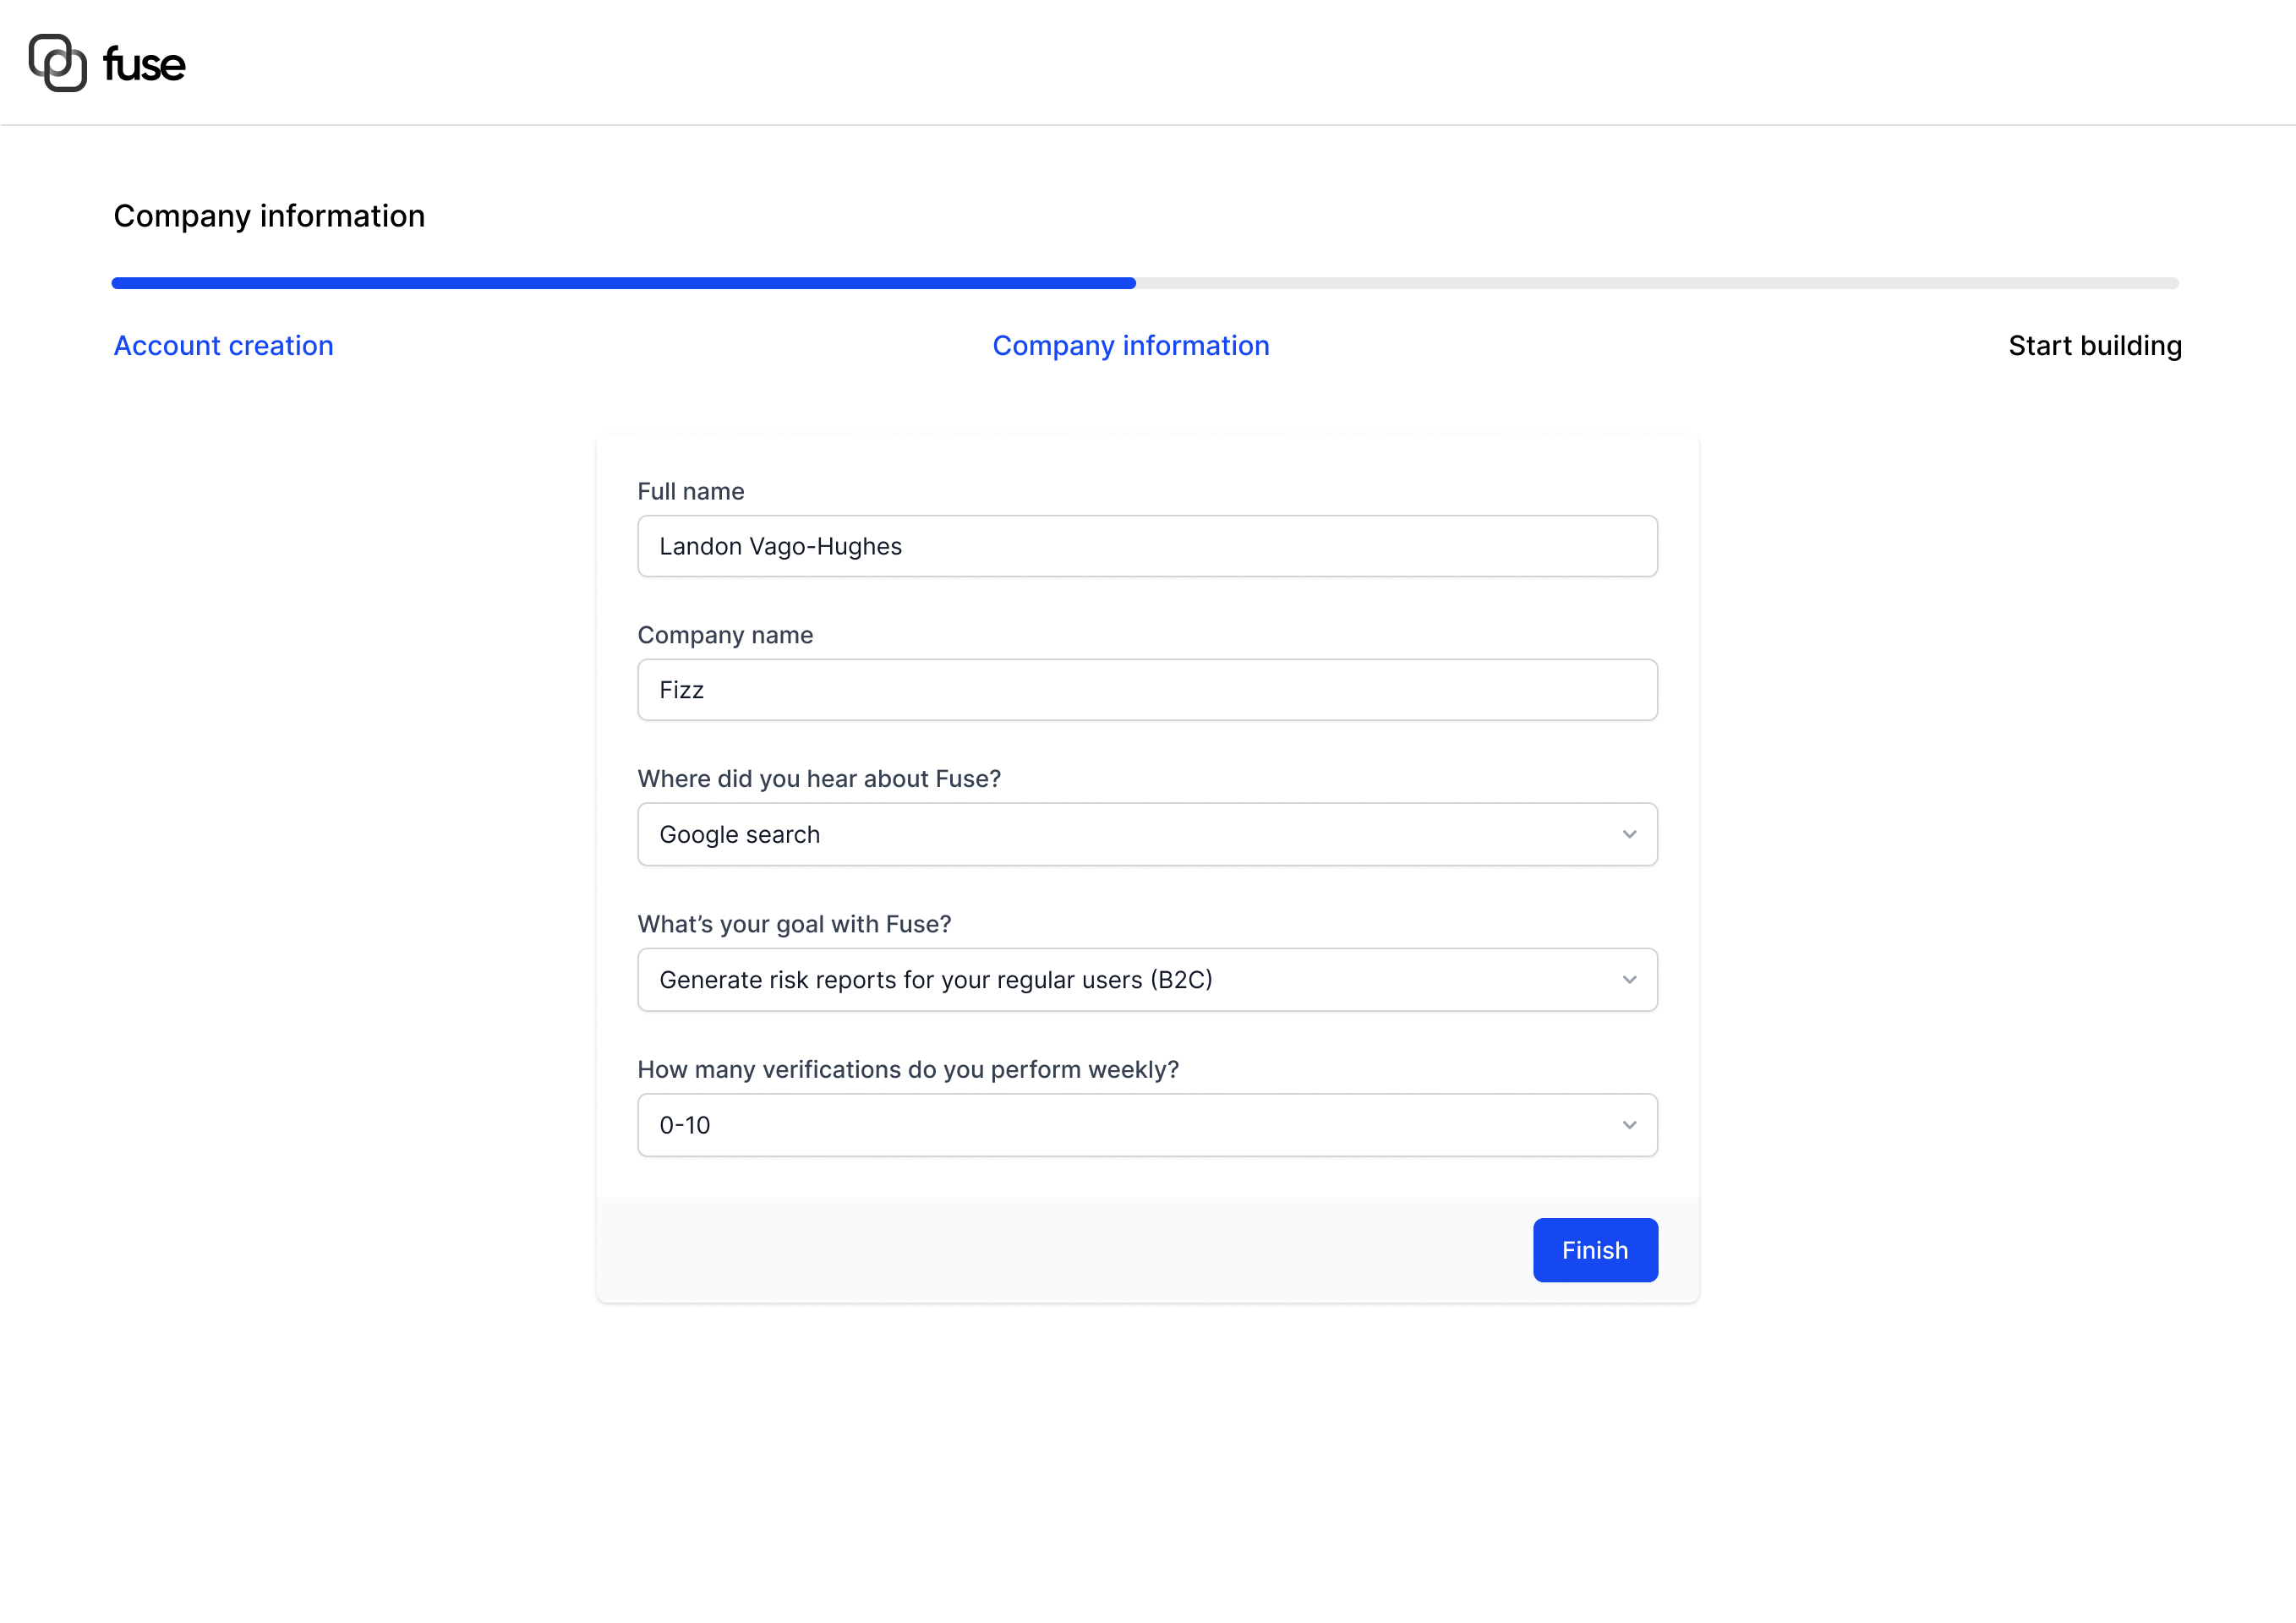 fuse
Company information
Account creation
Company information
Start building
Full name
Landon Vago-Hughes
Company name
Fizz
Where did you hear about Fuse?
Google search
What’s your goal with Fuse?
Generate risk reports for your regular users (B2C)
How many verifications do you perform weekly?
0-10
Finish